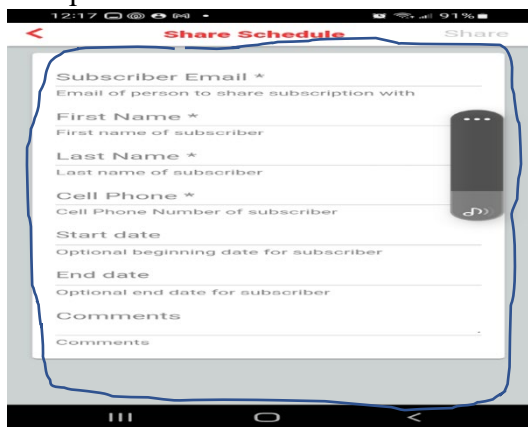 12:17 91%
Share Schedule Share
Subscriber Email *
Email of person to share subscription with
First Name *
First name of subscriber
Last Name *
Last name of subscriber
Cell Phone *
Cell Phone Number of subscriber
Start date
Optional beginning date for subscriber
End date
Optional end date for subscriber
Comments
Comments